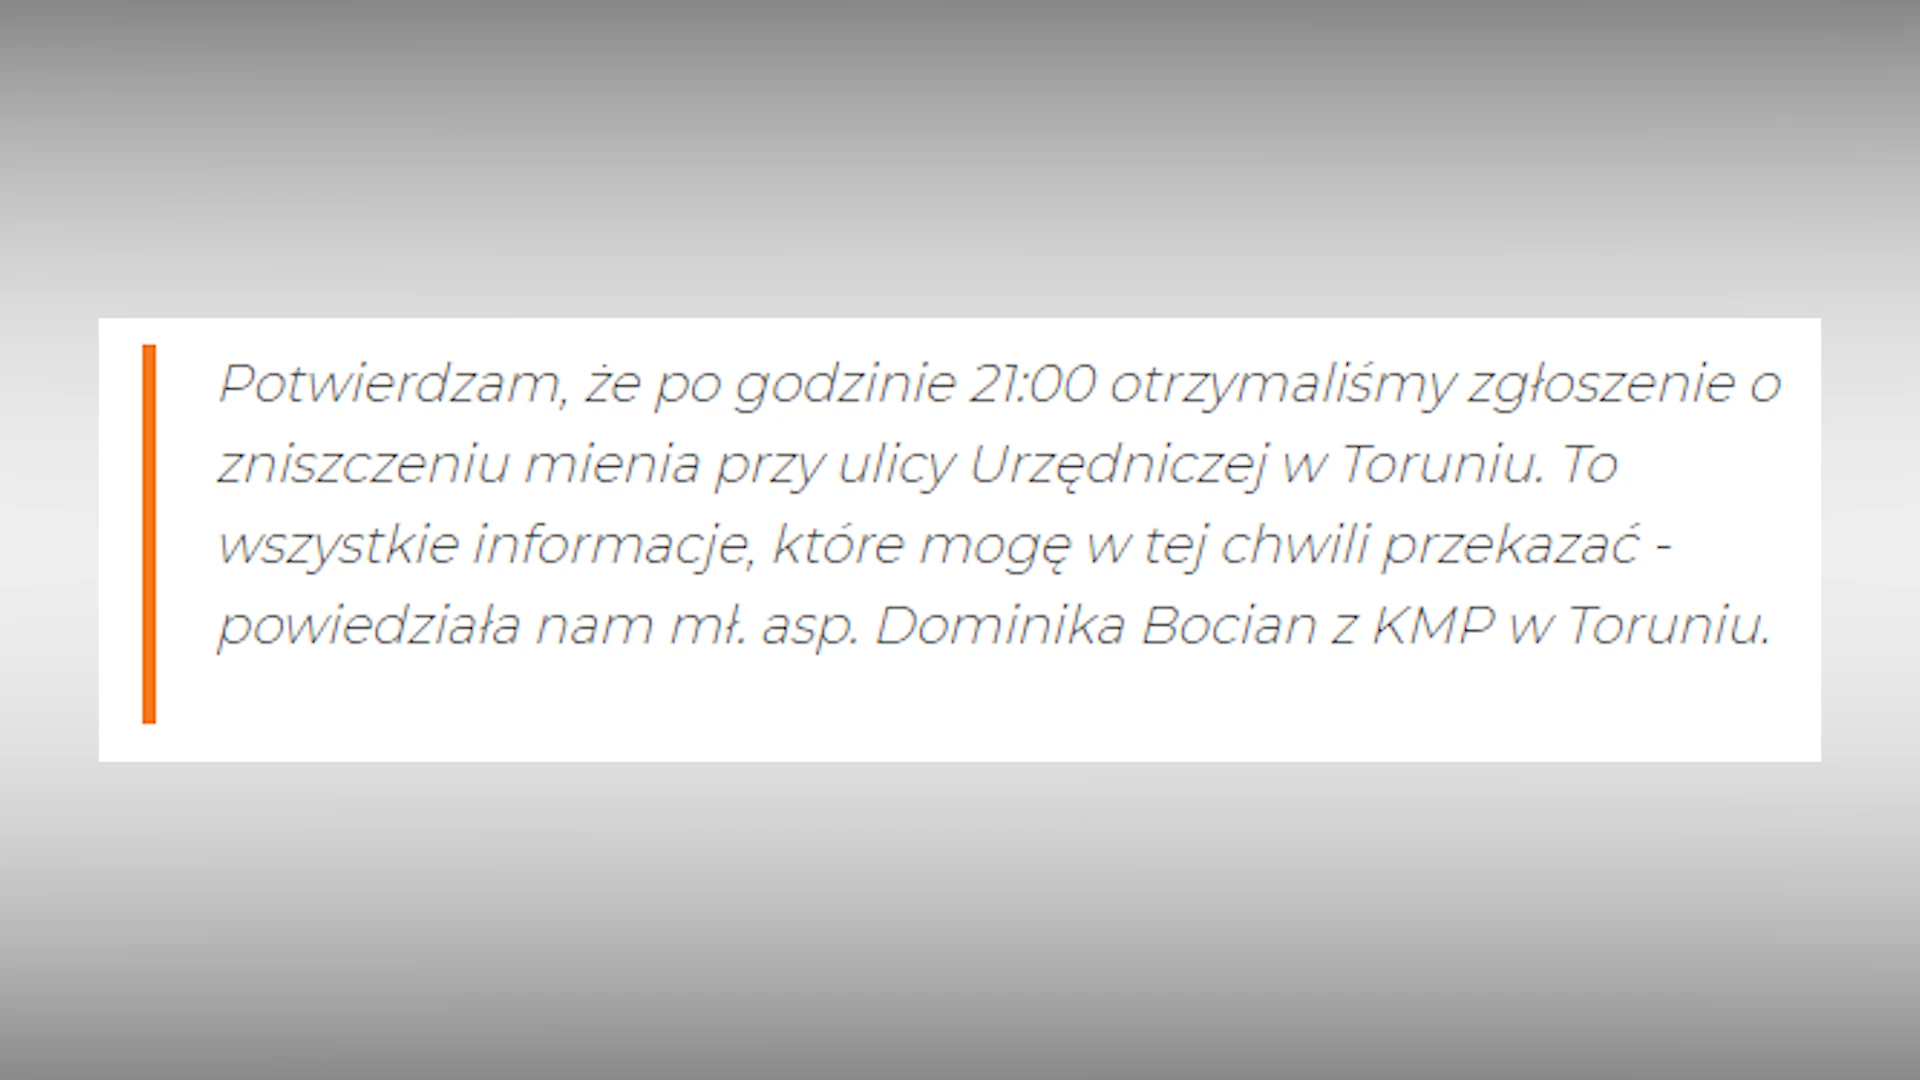 Potwierdzam, że po godzinie 21:00 otrzymaliśmy zgłoszenie o
zniszczeniu mienia przy ulicy Urzędniczej w Toruniu. To
wszystkie informacje, które mogę w tej chwili przekazać -
powiedziała nam mł. asp. Dominika Bocian z KMP w Toruniu.